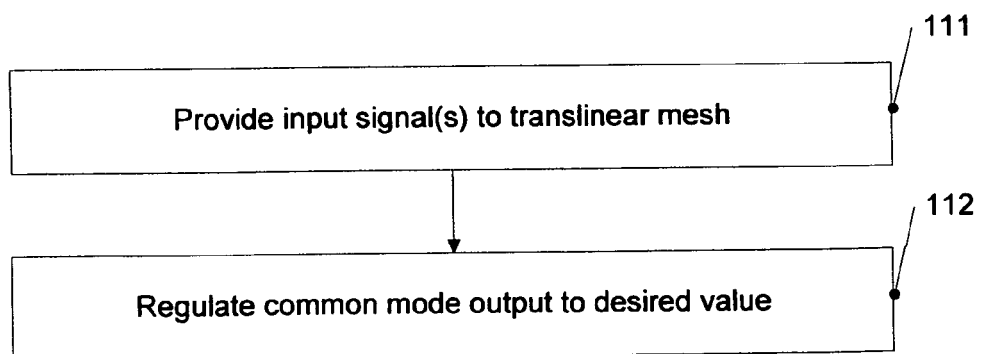 111
Provide input signal(s) to translinear mesh
112
Regulate common mode output to desired value